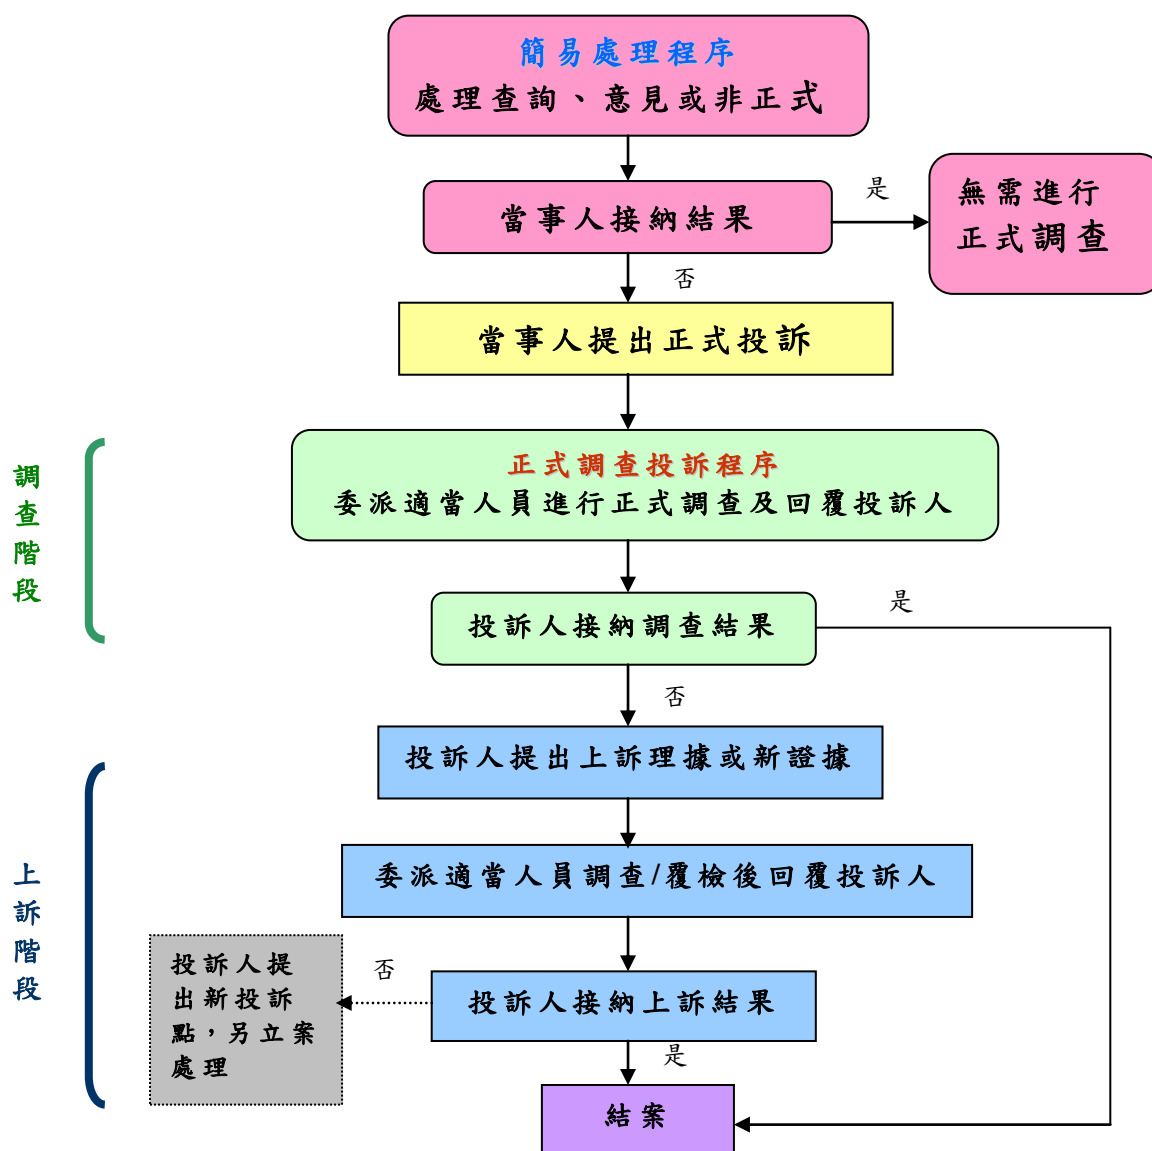 簡易處理程序
處理查詢、意見或非正式
當事人接納結果
是
無需進行
正式調查
否
當事人提出正式投訴
調查階段
正式調查投訴程序
委派適當人員進行正式調查及回覆投訴人
投訴人接納調查結果
是
否
投訴人提出上訴理據或新證據
上訴階段
委派適當人員調查/覆檢後回覆投訴人
投訴人接納上訴結果
否
投訴人提
出新投訴
點，另立案
處理
是
結案